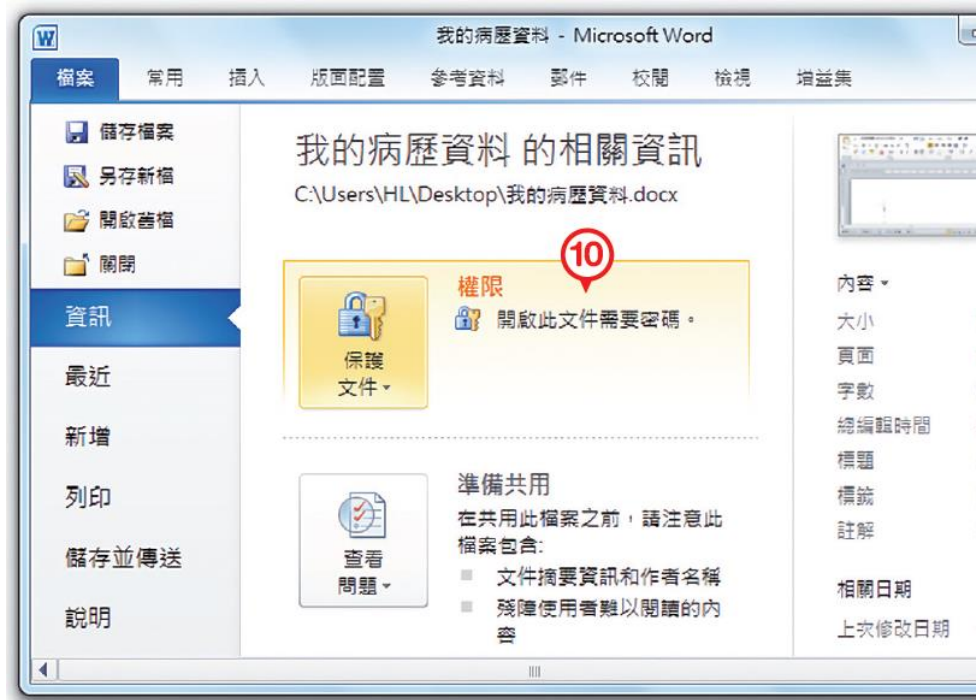 我的病歷資料 - Microsoft Word
檔案 常用 插入 版面配置 參考資料 郵件 校閱 檢視 增益集
儲存檔案
另存新檔
開啟舊檔
關閉
資訊
最近
新增
列印
儲存並傳送
說明
我的病歷資料 的相關資訊
C:\Users\HL\Desktop\我的病歷資料.docx
10
保護
文件
權限
開啟此文件需要密碼。
查看
問題
準備共用
在共用此檔案之前，請注意此
檔案包含:
文件摘要資訊和作者名稱
殘障使用者難以閱讀的內
容
內容
大小
頁面
字數
總編輯時間
標題
標籤
註解
相關日期
上次修改日期